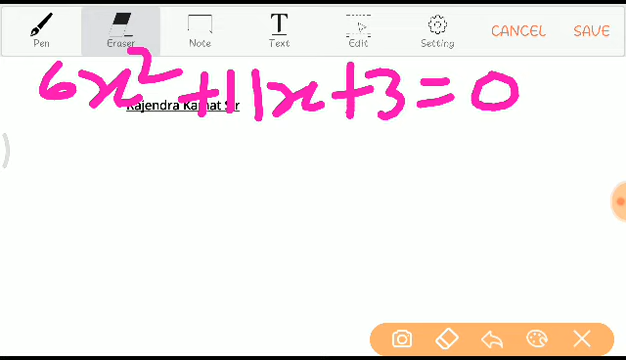 Pen Eraser Note Text Edit Setting CANCEL SAVE
6x²+11x+3=0
Rajendra Kamat Sir